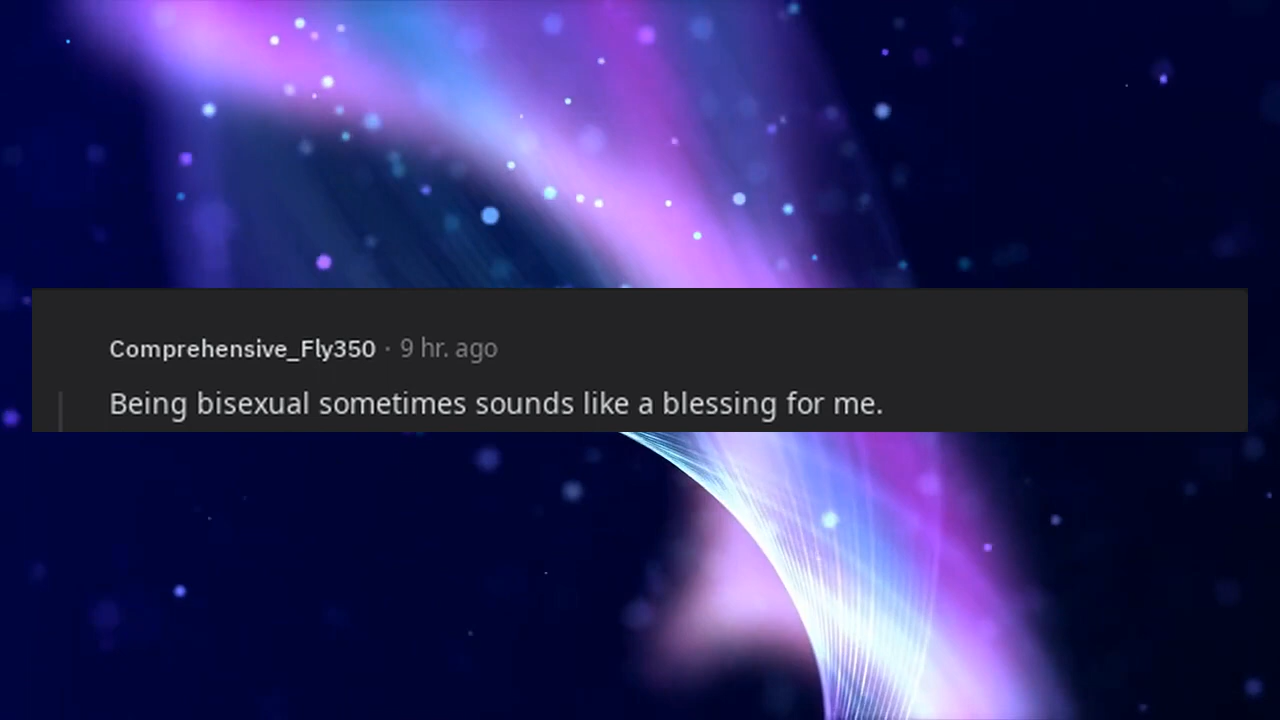 Comprehensive_Fly350 · 9 hr. ago
Being bisexual sometimes sounds like a blessing for me.